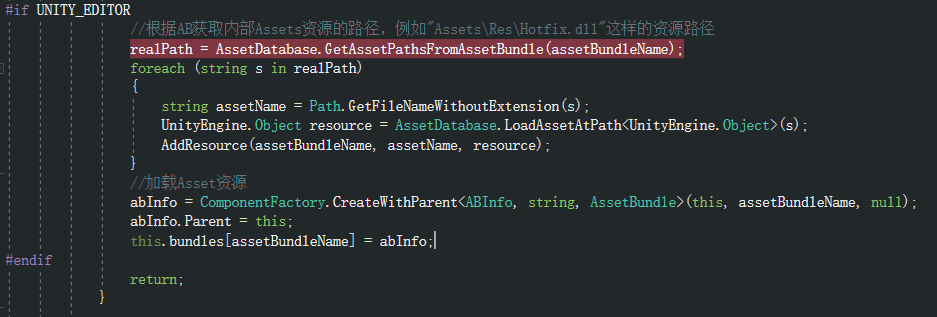 #if UNITY_EDITOR
//根据AB获取内部Assets资源的路径，例如"Assets\Res\Hotfix.dll"这样的资源路径
realPath = AssetDatabase.GetAssetPathsFromAssetBundle(assetBundleName);
foreach (string s in realPath)
{
string assetName = Path.GetFileNameWithoutExtension(s);
UnityEngine.Object resource = AssetDatabase.LoadAssetAtPath<UnityEngine.Object>(s);
AddResource(assetBundleName, assetName, resource);
}
//加载Asset资源
abInfo = ComponentFactory.CreateWithParent<ABInfo, string, AssetBundle>(this, assetBundleName, null);
abInfo.Parent = this;
this.bundles[assetBundleName] = abInfo;
#endif
return;
}